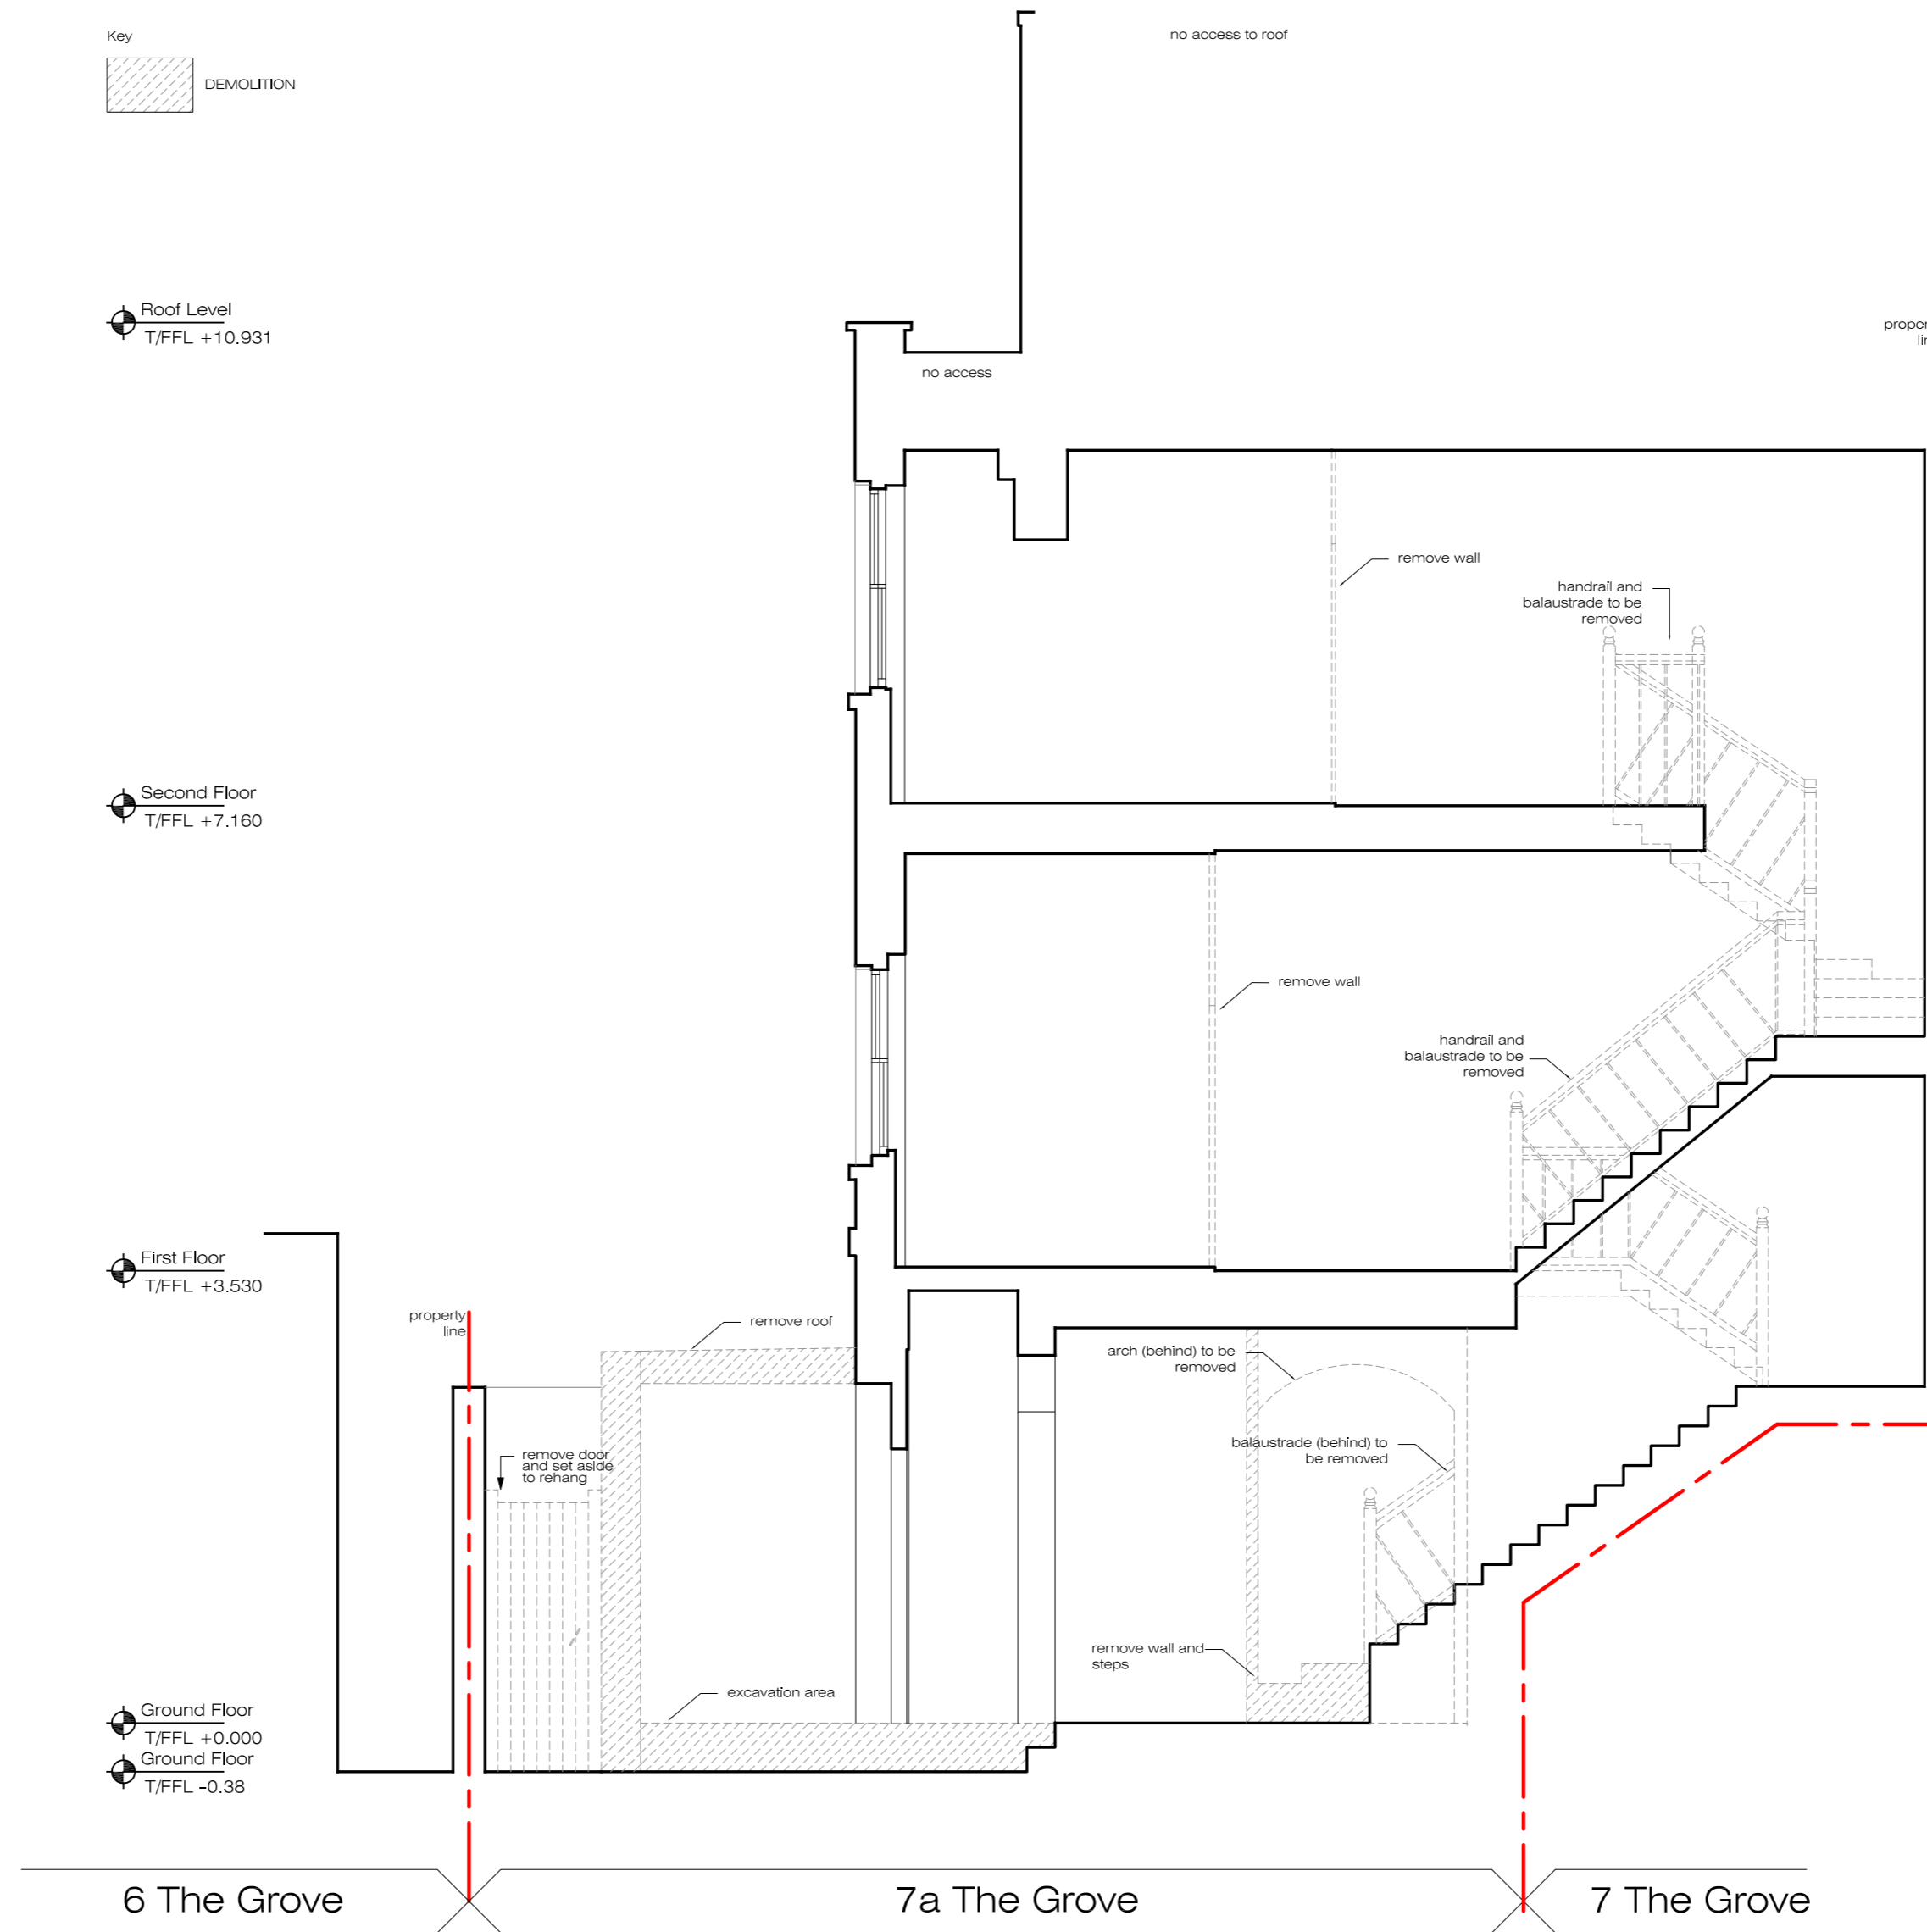 Key
DEMOLITION
no access to roof
Roof Level
T/FFL +10.931
no access
remove wall
handrail and
balaustrade to be
removed
Second Floor
T/FFL +7.160
remove wall
handrail and
balaustrade to be
removed
First Floor
T/FFL +3.530
property
line
remove roof
arch (behind) to be
removed
balaustrade (behind) to
be removed
remove door
and set aside
to rehang
remove wall and
steps
excavation area
Ground Floor
T/FFL +0.000
Ground Floor
T/FFL -0.38
6 The Grove
7a The Grove
7 The Grove